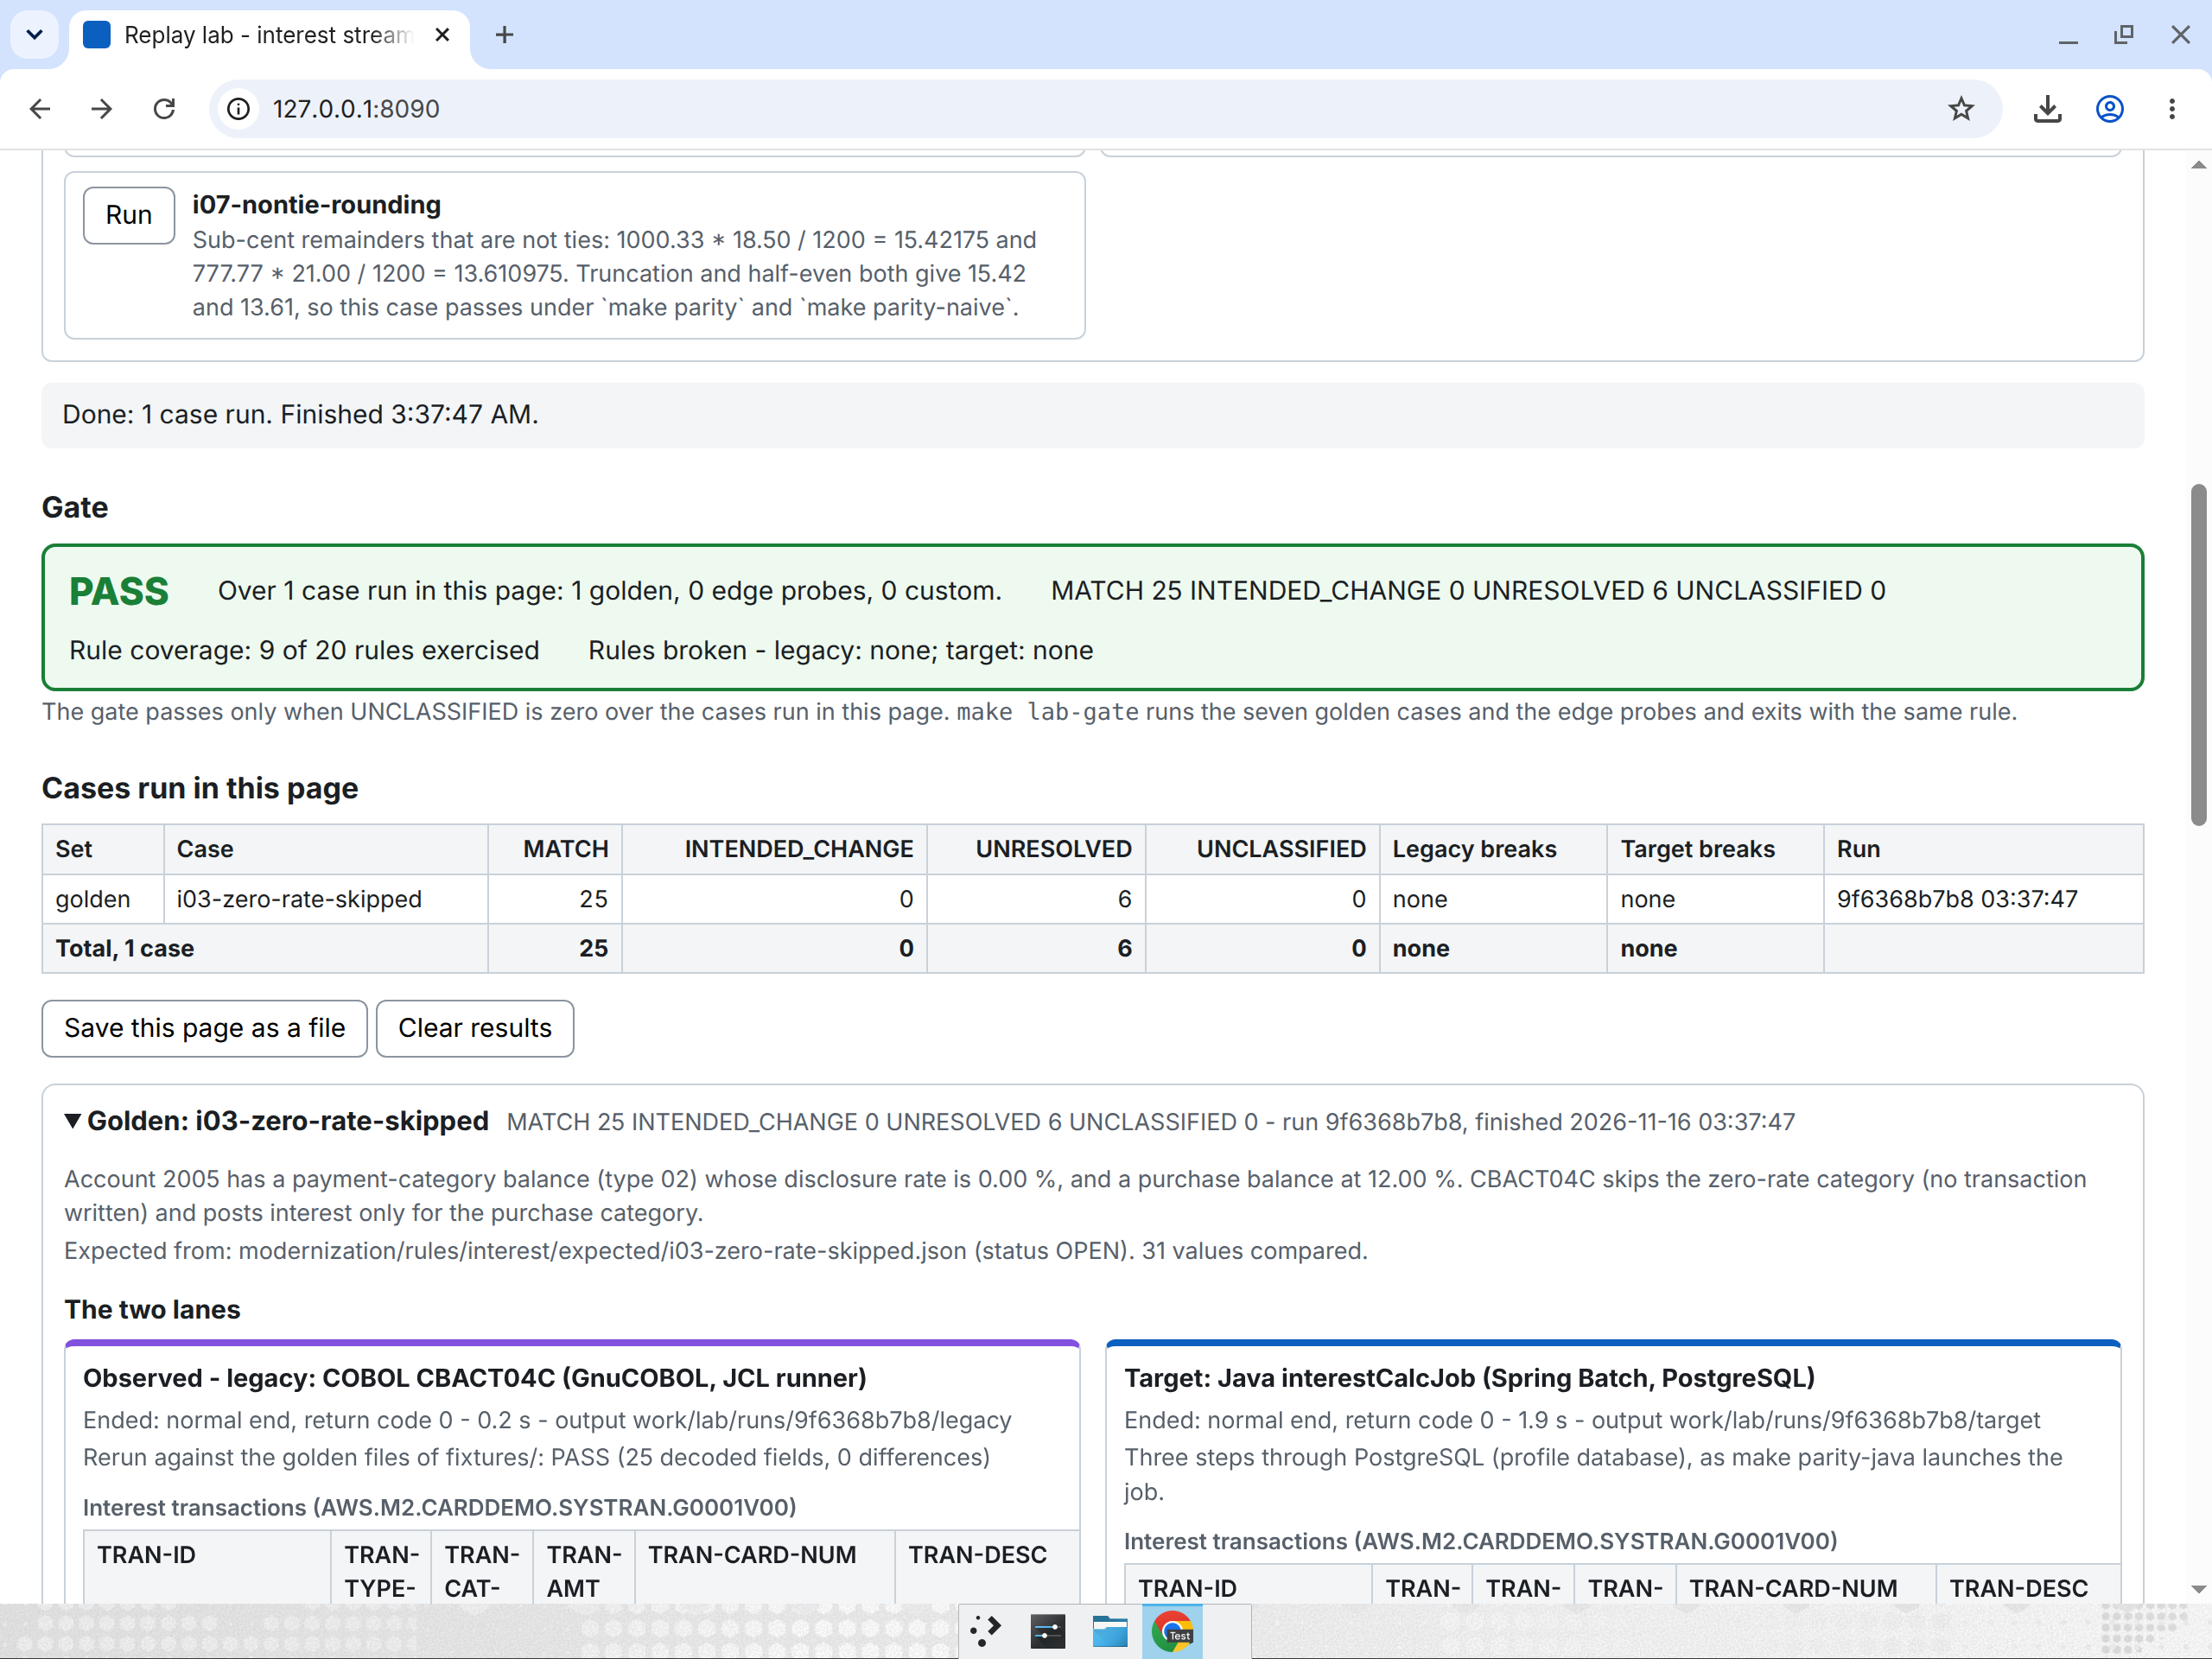 Replay lab - interest stream
127.0.0.1:8090
Run
i07-nontie-rounding
Sub-cent remainders that are not ties: 1000.33 * 18.50 / 1200 = 15.42175 and
777.77 * 21.00 / 1200 = 13.610975. Truncation and half-even both give 15.42
and 13.61, so this case passes under `make parity` and `make parity-naive`.
Done: 1 case run. Finished 3:37:47 AM.
Gate
PASS Over 1 case run in this page: 1 golden, 0 edge probes, 0 custom. MATCH 25 INTENDED_CHANGE 0 UNRESOLVED 6 UNCLASSIFIED 0
Rule coverage: 9 of 20 rules exercised Rules broken - legacy: none; target: none
The gate passes only when UNCLASSIFIED is zero over the cases run in this page. make lab-gate runs the seven golden cases and the edge probes and exits with the same rule.
Cases run in this page
Set Case MATCH INTENDED_CHANGE UNRESOLVED UNCLASSIFIED Legacy breaks Target breaks Run
golden i03-zero-rate-skipped 25 0 6 0 none none 9f6368b7b8 03:37:47
Total, 1 case 25 0 6 0 none none
Save this page as a file Clear results
Golden: i03-zero-rate-skipped MATCH 25 INTENDED_CHANGE 0 UNRESOLVED 6 UNCLASSIFIED 0 - run 9f6368b7b8, finished 2026-11-16 03:37:47
Account 2005 has a payment-category balance (type 02) whose disclosure rate is 0.00 %, and a purchase balance at 12.00 %. CBACT04C skips the zero-rate category (no transaction
written) and posts interest only for the purchase category.
Expected from: modernization/rules/interest/expected/i03-zero-rate-skipped.json (status OPEN). 31 values compared.
The two lanes
Observed - legacy: COBOL CBACT04C (GnuCOBOL, JCL runner)
Ended: normal end, return code 0 - 0.2 s - output work/lab/runs/9f6368b7b8/legacy
Rerun against the golden files of fixtures/: PASS (25 decoded fields, 0 differences)
Interest transactions (AWS.M2.CARDDEMO.SYSTRAN.G0001V00)
TRAN-ID TRAN- TRAN- TRAN- TRAN-CARD-NUM TRAN-DESC
TYPE- CAT- AMT
Target: Java interestCalcJob (Spring Batch, PostgreSQL)
Ended: normal end, return code 0 - 1.9 s - output work/lab/runs/9f6368b7b8/target
Three steps through PostgreSQL (profile database), as make parity-java launches the
job.
Interest transactions (AWS.M2.CARDDEMO.SYSTRAN.G0001V00)
TRAN-ID TRAN- TRAN- TRAN- TRAN-CARD-NUM TRAN-DESC
Test